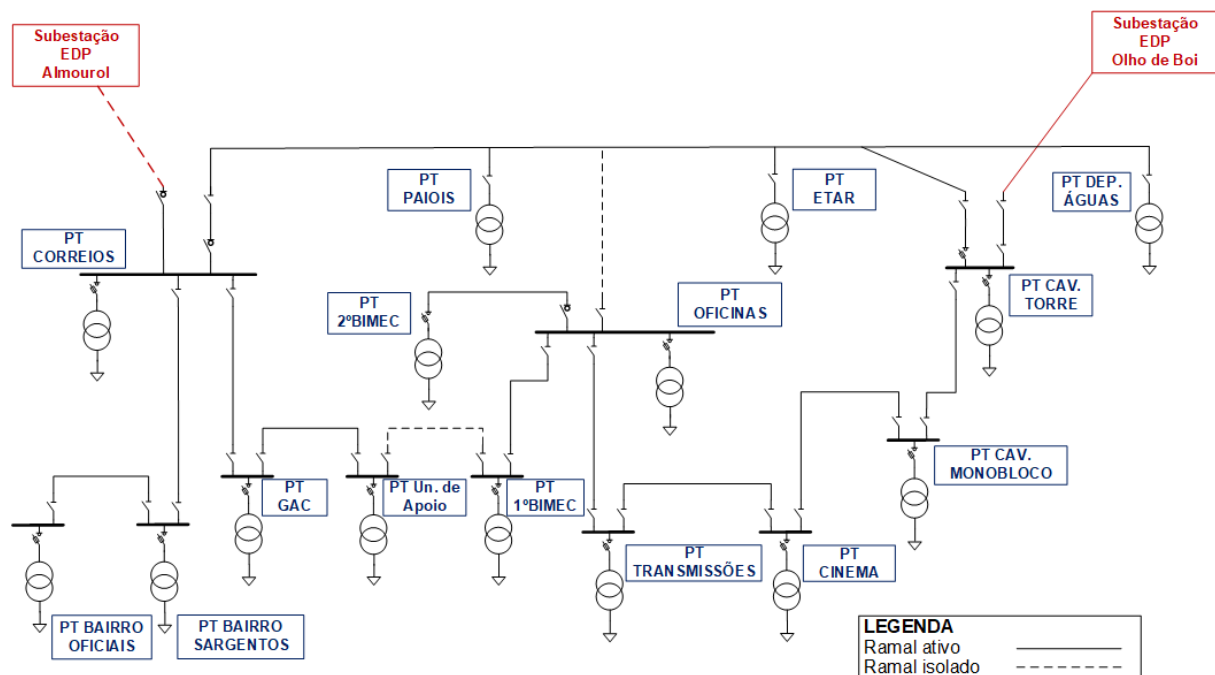 Subestação
EDP
Almourol
Subestação
EDP
Olho de Boi
PT
PAIOIS
PT
ETAR
PT DEP.
ÁGUAS
PT
CORREIOS
PT
2ºBIMEC
PT
OFICINAS
PT CAV.
TORRE
PT
GAC
PT Un. de
Apoio
PT
1ºBIMEC
PT CAV.
MONOBLOCO
PT
TRANSMISSÕES
PT
CINEMA
PT BAIRRO
OFICIAIS
PT BAIRRO
SARGENTOS
LEGENDA
Ramal ativo
Ramal isolado